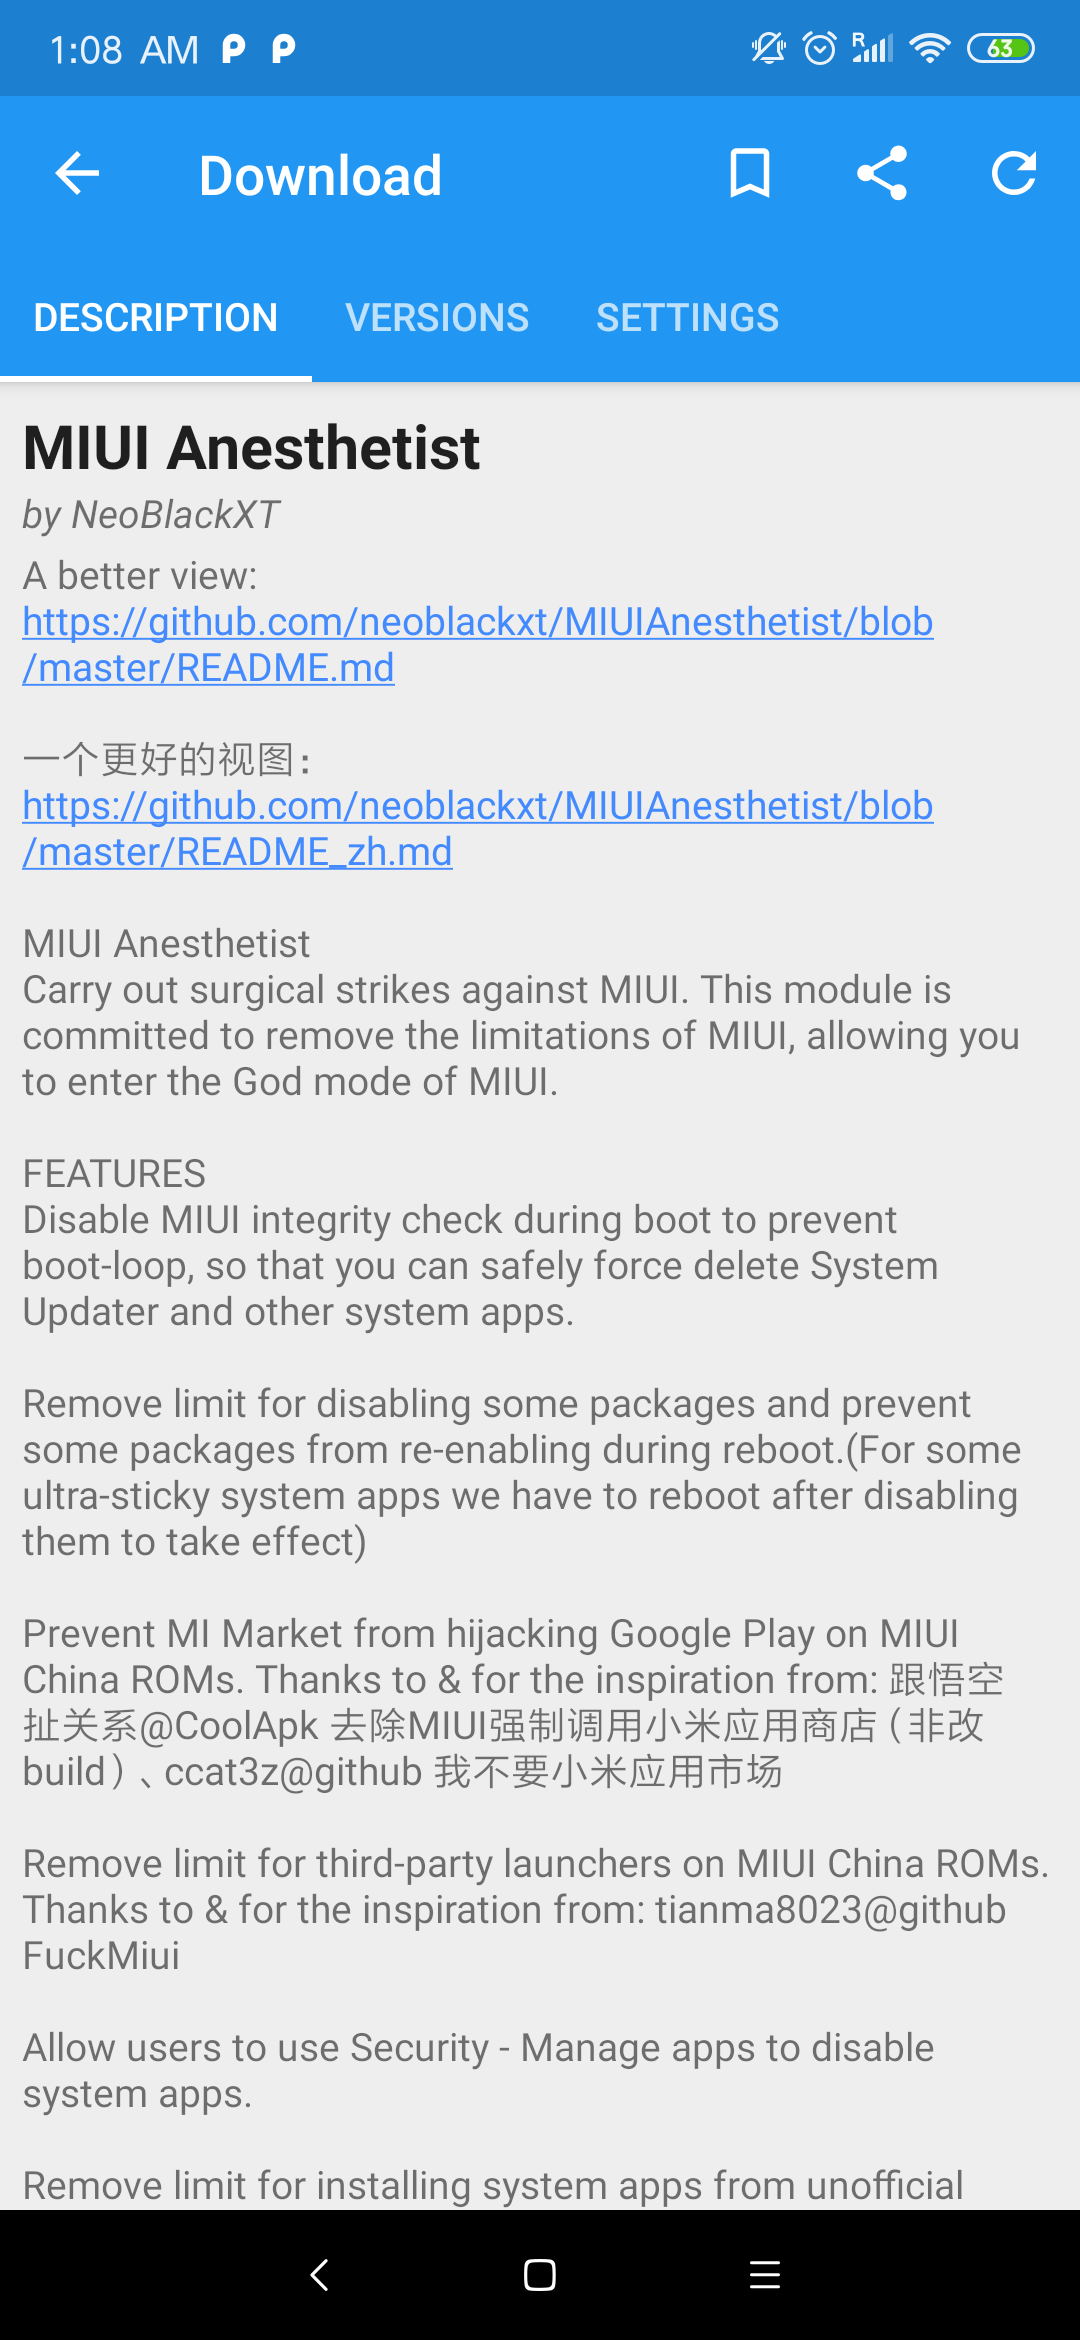 1:08 AM
R
63
Download
DESCRIPTION VERSIONS SETTINGS
MIUI Anesthetist
by NeoBlackXT
A better view:
https://github.com/neoblackxt/MIUIAnesthetist/blob
/master/README.md
一个更好的视图：
https://github.com/neoblackxt/MIUIAnesthetist/blob
/master/README_zh.md
MIUI Anesthetist
Carry out surgical strikes against MIUI. This module is
committed to remove the limitations of MIUI, allowing you
to enter the God mode of MIUI.
FEATURES
Disable MIUI integrity check during boot to prevent
boot-loop, so that you can safely force delete System
Updater and other system apps.
Remove limit for disabling some packages and prevent
some packages from re-enabling during reboot.(For some
ultra-sticky system apps we have to reboot after disabling
them to take effect)
Prevent MI Market from hijacking Google Play on MIUI
China ROMs. Thanks to & for the inspiration from: 跟悟空
扯关系@CoolApk 去除MIUI强制调用小米应用商店（非改
build）、ccat3z@github 我不要小米应用市场
Remove limit for third-party launchers on MIUI China ROMs.
Thanks to & for the inspiration from: tianma8023@github
FuckMiui
Allow users to use Security - Manage apps to disable
system apps.
Remove limit for installing system apps from unofficial